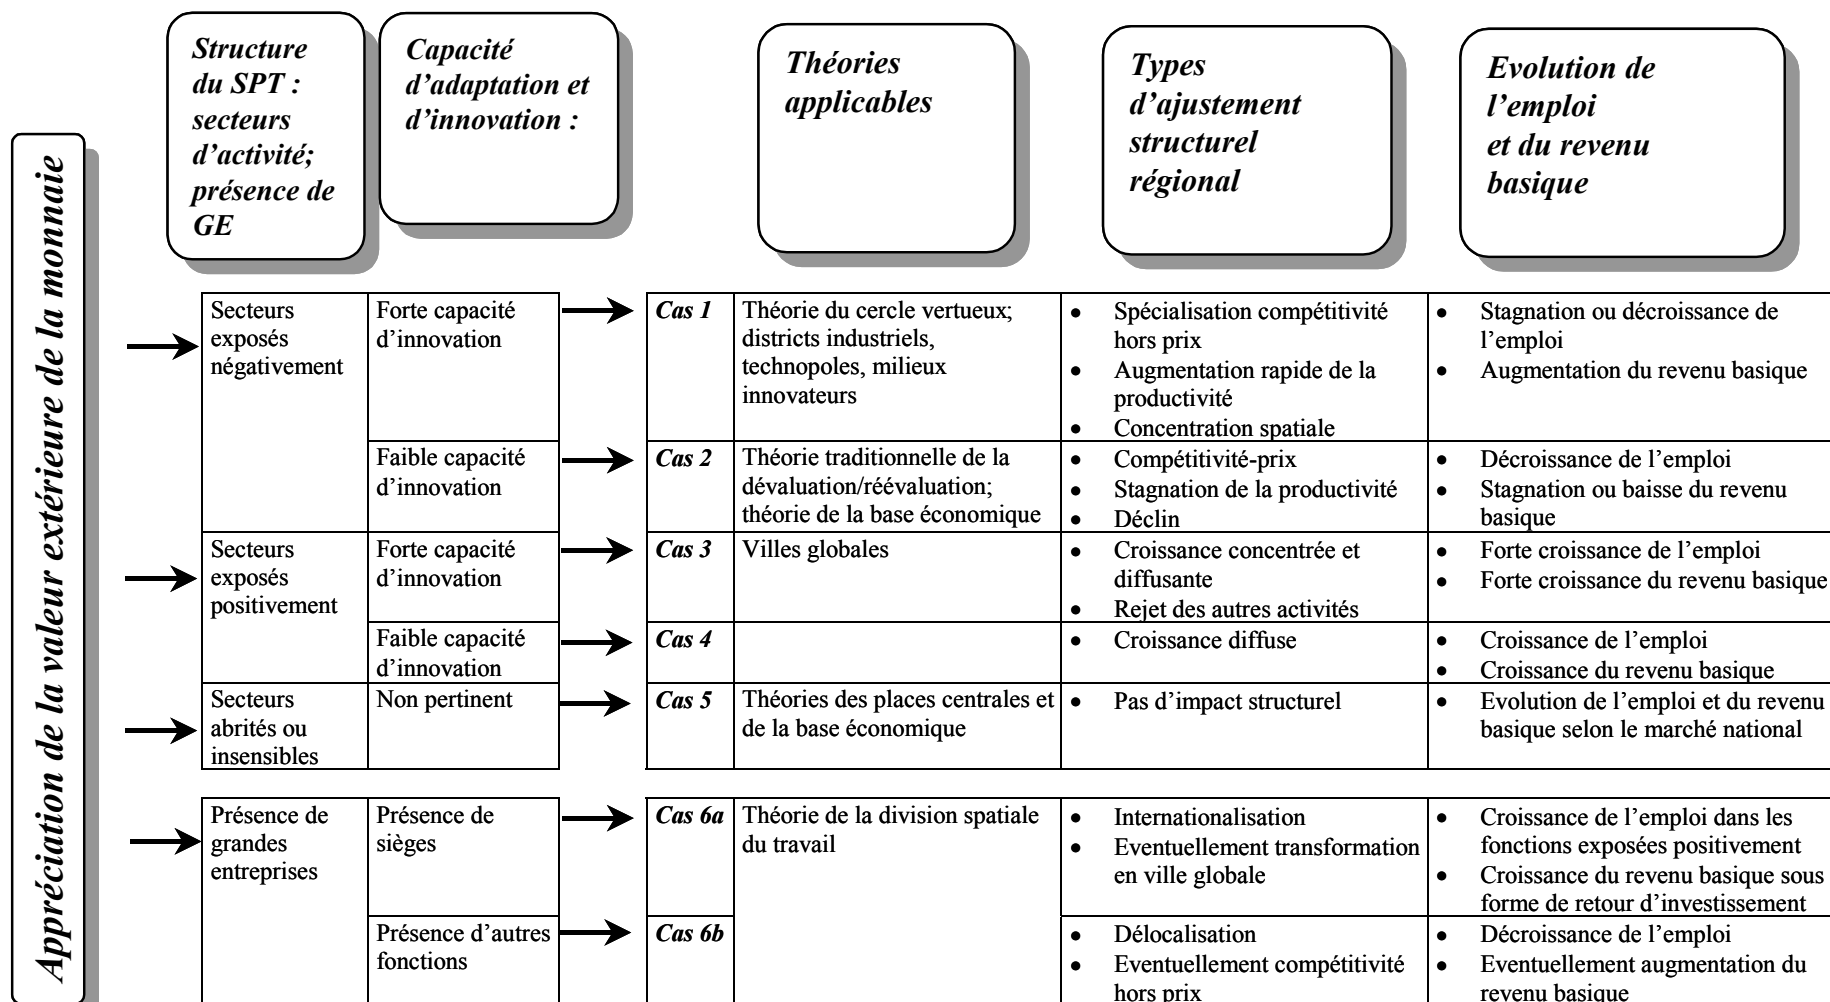 Appréciation de la valeur extérieure de la monnaie
Structure
du SPT :
secteurs
d’activité;
présence de
GE
Capacité
d’adaptation et
d’innovation :
Théories
applicables
Types
d’ajustement
structurel
régional
Evolution de
l’emploi
et du revenu
basique
Secteurs
exposés
négativement
Forte capacité
d’innovation
Cas 1
Théorie du cercle vertueux;
districts industriels,
technopoles, milieux
innovateurs
• Spécialisation compétitivité
hors prix
• Augmentation rapide de la
productivité
• Concentration spatiale
• Stagnation ou décroissance de
l’emploi
• Augmentation du revenu basique
Faible capacité
d’innovation
Cas 2
Théorie traditionnelle de la
dévaluation/réévaluation;
théorie de la base économique
• Compétitivité-prix
• Stagnation de la productivité
• Déclin
• Décroissance de l’emploi
• Stagnation ou baisse du revenu
basique
Secteurs
exposés
positivement
Forte capacité
d’innovation
Cas 3
Villes globales
• Croissance concentrée et
diffusante
• Rejet des autres activités
• Forte croissance de l’emploi
• Forte croissance du revenu basique
Faible capacité
d’innovation
Cas 4
• Croissance diffuse
• Croissance de l’emploi
• Croissance du revenu basique
Secteurs
abrités ou
insensibles
Non pertinent
Cas 5
Théories des places centrales et
de la base économique
• Pas d’impact structurel
• Evolution de l’emploi et du revenu
basique selon le marché national
Présence de
grandes
entreprises
Présence de
sièges
Cas 6a
Théorie de la division spatiale
du travail
• Internationalisation
• Eventuellement transformation
en ville globale
• Croissance de l’emploi dans les
fonctions exposées positivement
• Croissance du revenu basique sous
forme de retour d’investissement
Présence d’autres
fonctions
Cas 6b
• Délocalisation
• Eventuellement compétitivité
hors prix
• Décroissance de l’emploi
• Eventuellement augmentation du
revenu basique